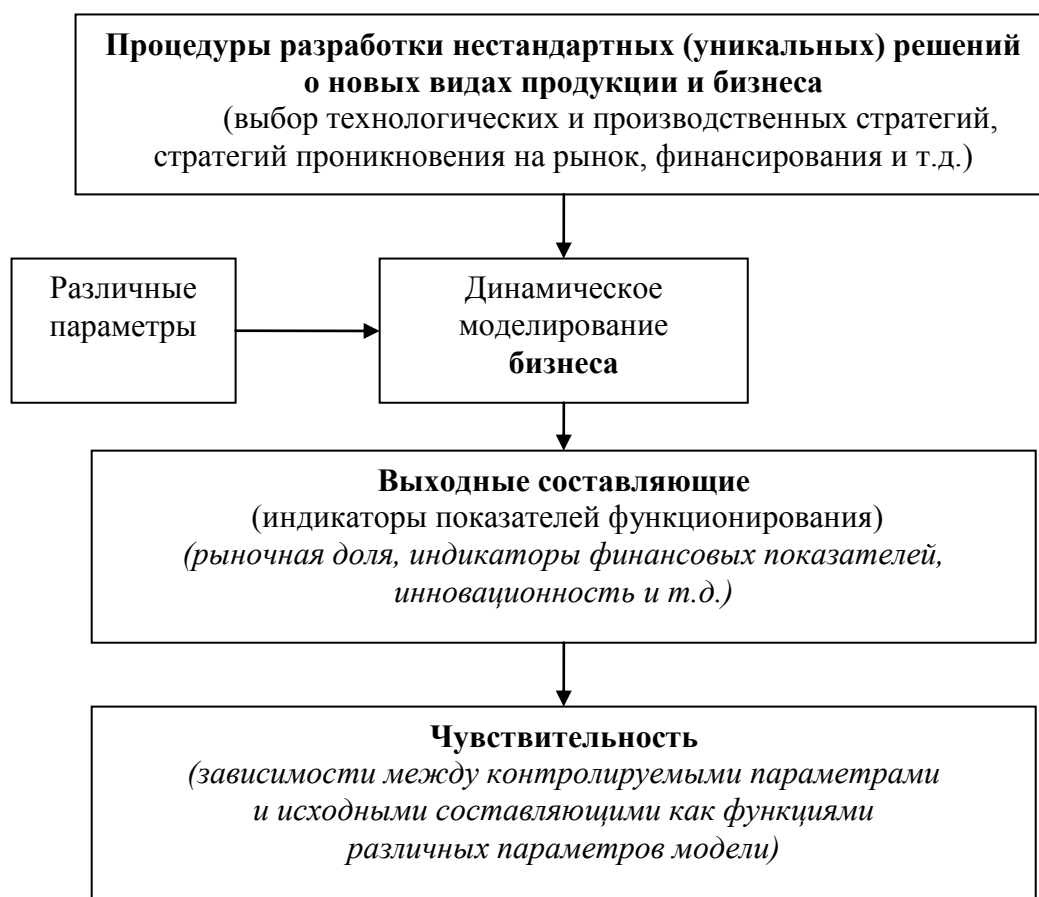 Процедуры разработки нестандартных (уникальных) решений
о новых видах продукции и бизнеса
(выбор технологических и производственных стратегий,
стратегий проникновения на рынок, финансирования и т.д.)
Различные
параметры
Динамическое
моделирование
бизнеса
Выходные составляющие
(индикаторы показателей функционирования)
(рыночная доля, индикаторы финансовых показателей,
инновационность и т.д.)
Чувствительность
(зависимости между контролируемыми параметрами
и исходными составляющими как функциями
различных параметров модели)